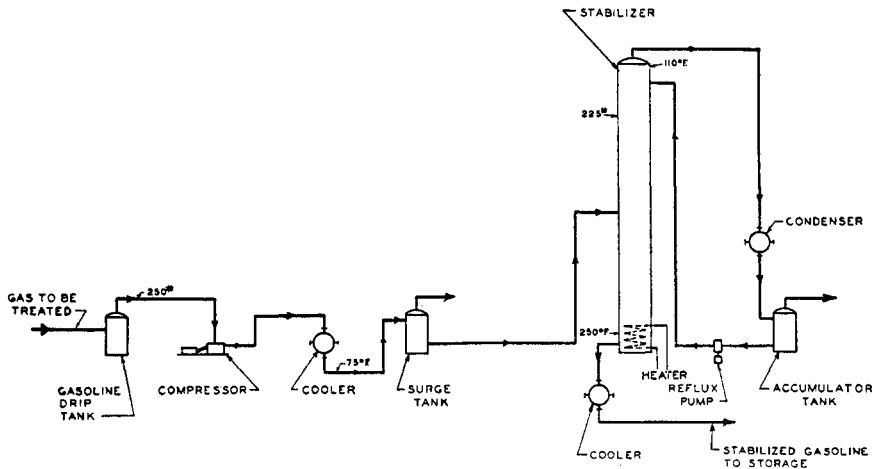 STABILIZER
110°F
225#
CONDENSER
GAS TO BE
TREATED
250#
250°F
75°F
GASOLINE
DRIP
TANK
COMPRESSOR
COOLER
SURGE
TANK
HEATER
REFLUX
PUMP
ACCUMULATOR
TANK
COOLER
STABILIZED GASOLINE
TO STORAGE